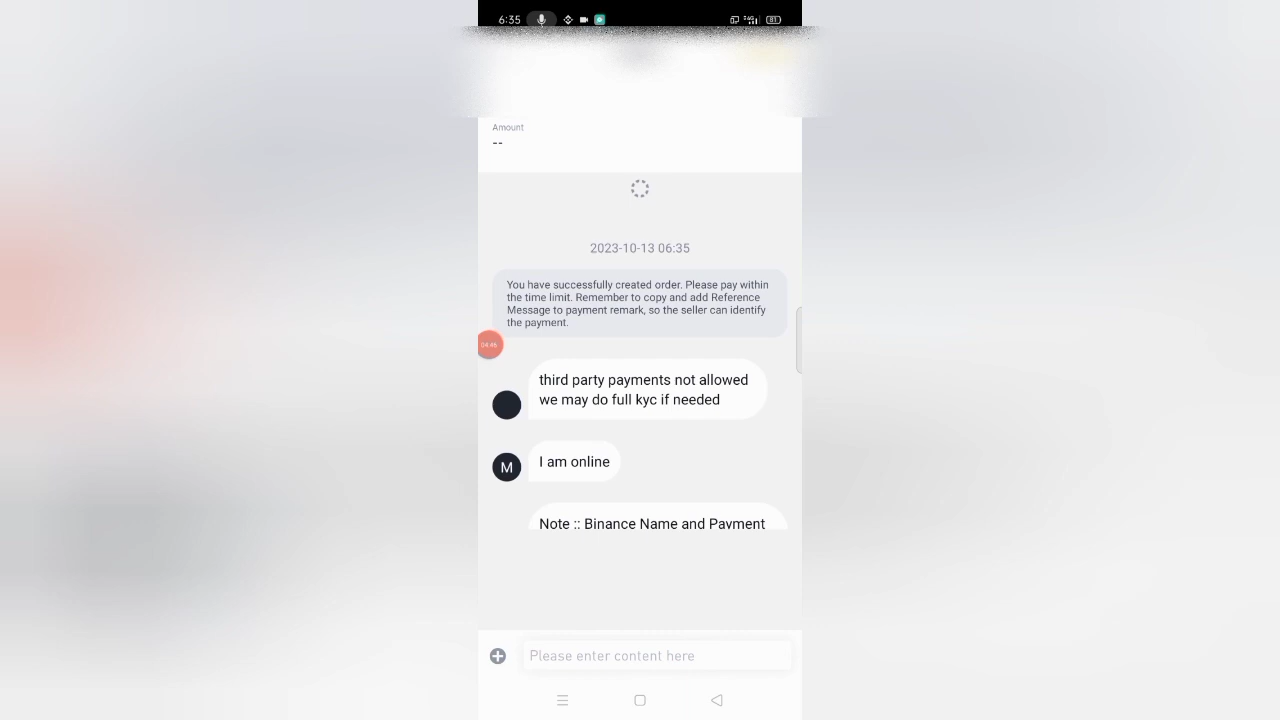 6:35
81
Amount
--
2023-10-13 06:35
You have successfully created order. Please pay within
the time limit. Remember to copy and add Reference
Message to payment remark, so the seller can identify
the payment.
04:46
third party payments not allowed
we may do full kyc if needed
M
I am online
Note :: Binance Name and Payment
Please enter content here